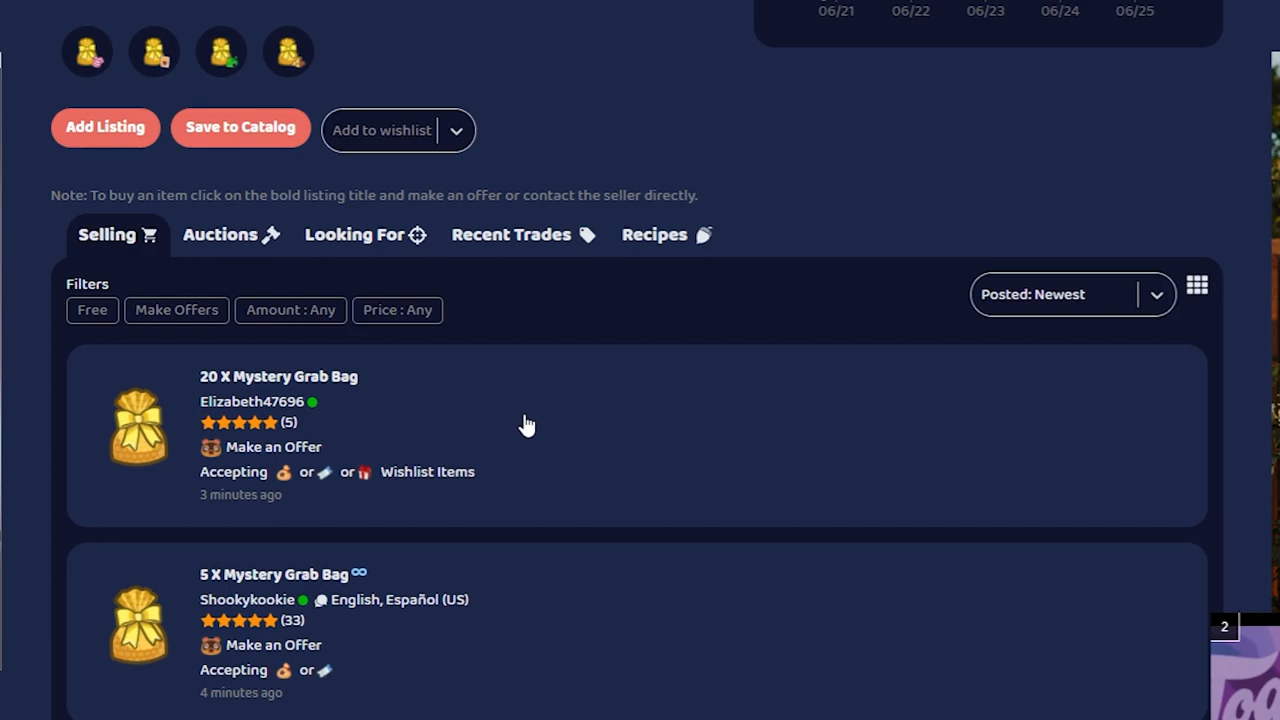 06/21 06/22 06/23 06/24 06/25
Add Listing Save to Catalog Add to wishlist
Note: To buy an item click on the bold listing title and make an offer or contact the seller directly.
Selling Auctions Looking For Recent Trades Recipes
Filters
Free Make Offers Amount : Any Price : Any
Posted: Newest
20 X Mystery Grab Bag
Elizabeth47696
(5)
Make an Offer
Accepting or or Wishlist Items
3 minutes ago
5 X Mystery Grab Bag
Shookykookie English, Español (US)
(33)
Make an Offer
Accepting or
4 minutes ago
2